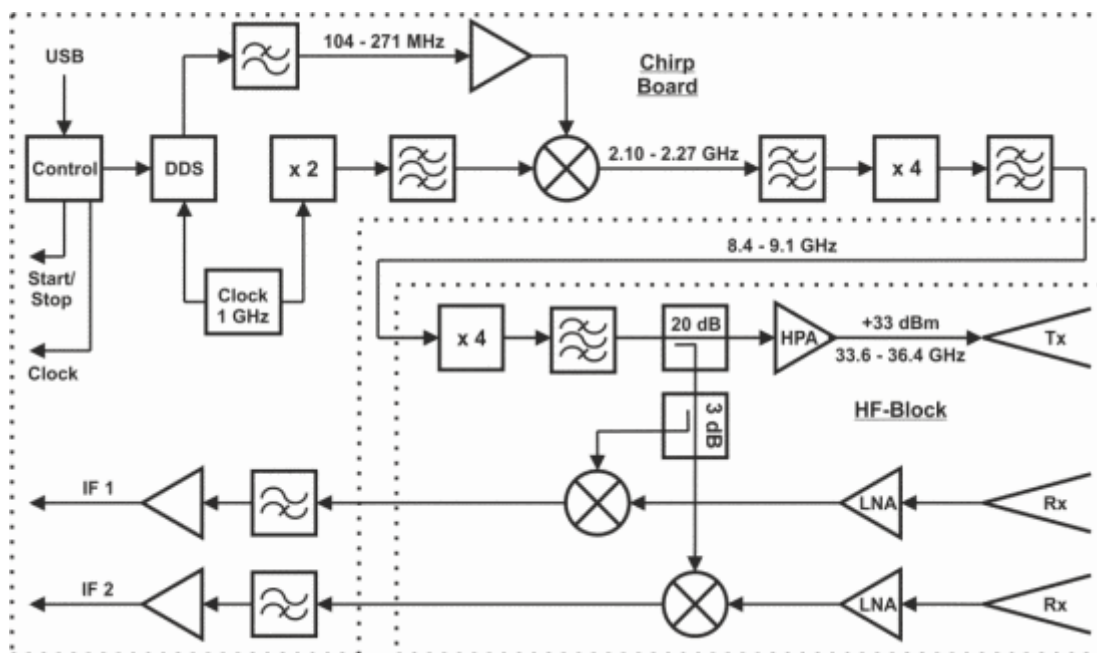 USB
104 - 271 MHz
Chirp
Board
Control
DDS
x 2
2.10 - 2.27 GHz
x 4
8.4 - 9.1 GHz
Start/
Stop
Clock
1 GHz
Clock
x 4
20 dB
HPA
+33 dBm
33.6 - 36.4 GHz
Tx
3 dB
HF-Block
IF 1
LNA
Rx
IF 2
LNA
Rx